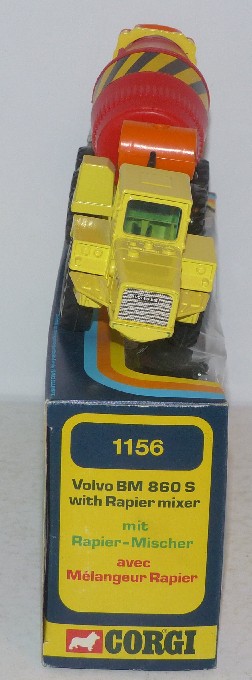 1156
Volvo BM 860 S
with Rapier mixer
mit
Rapier-Mischer
avec
Mélangeur Rapier
CORGI